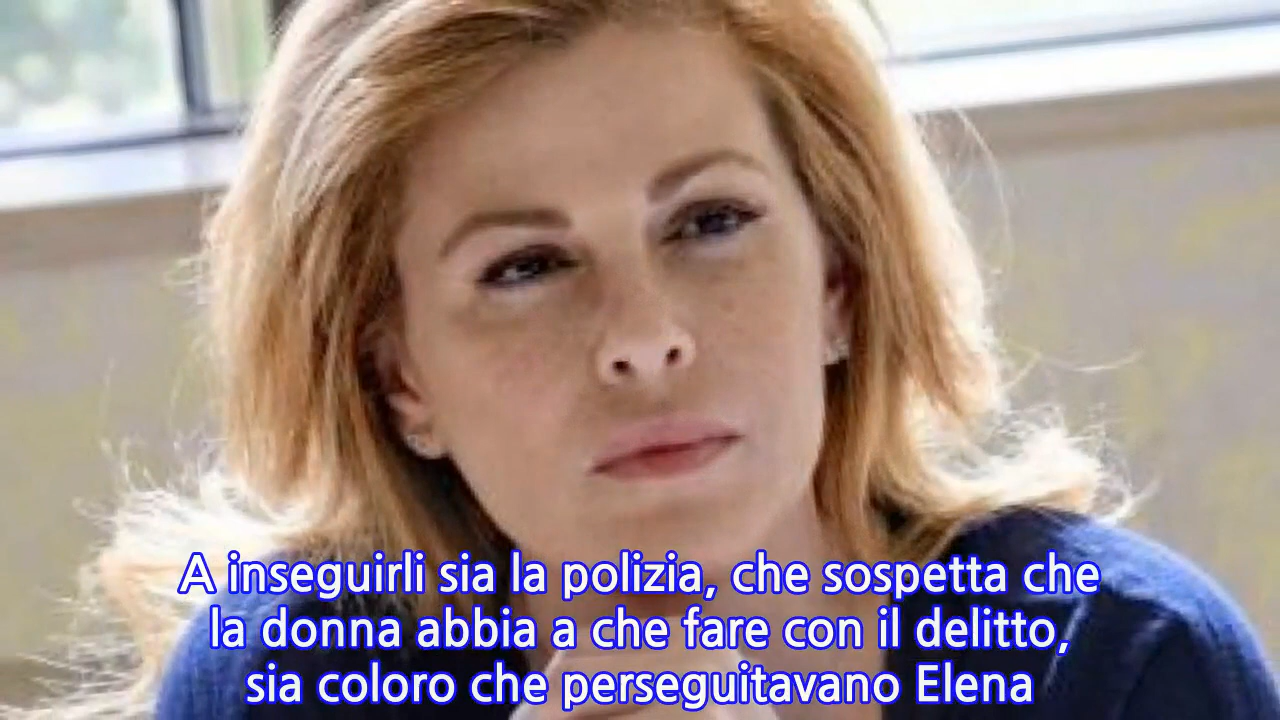 A inseguirli sia la polizia, che sospetta che
la donna abbia a che fare con il delitto,
sia coloro che perseguitavano Elena